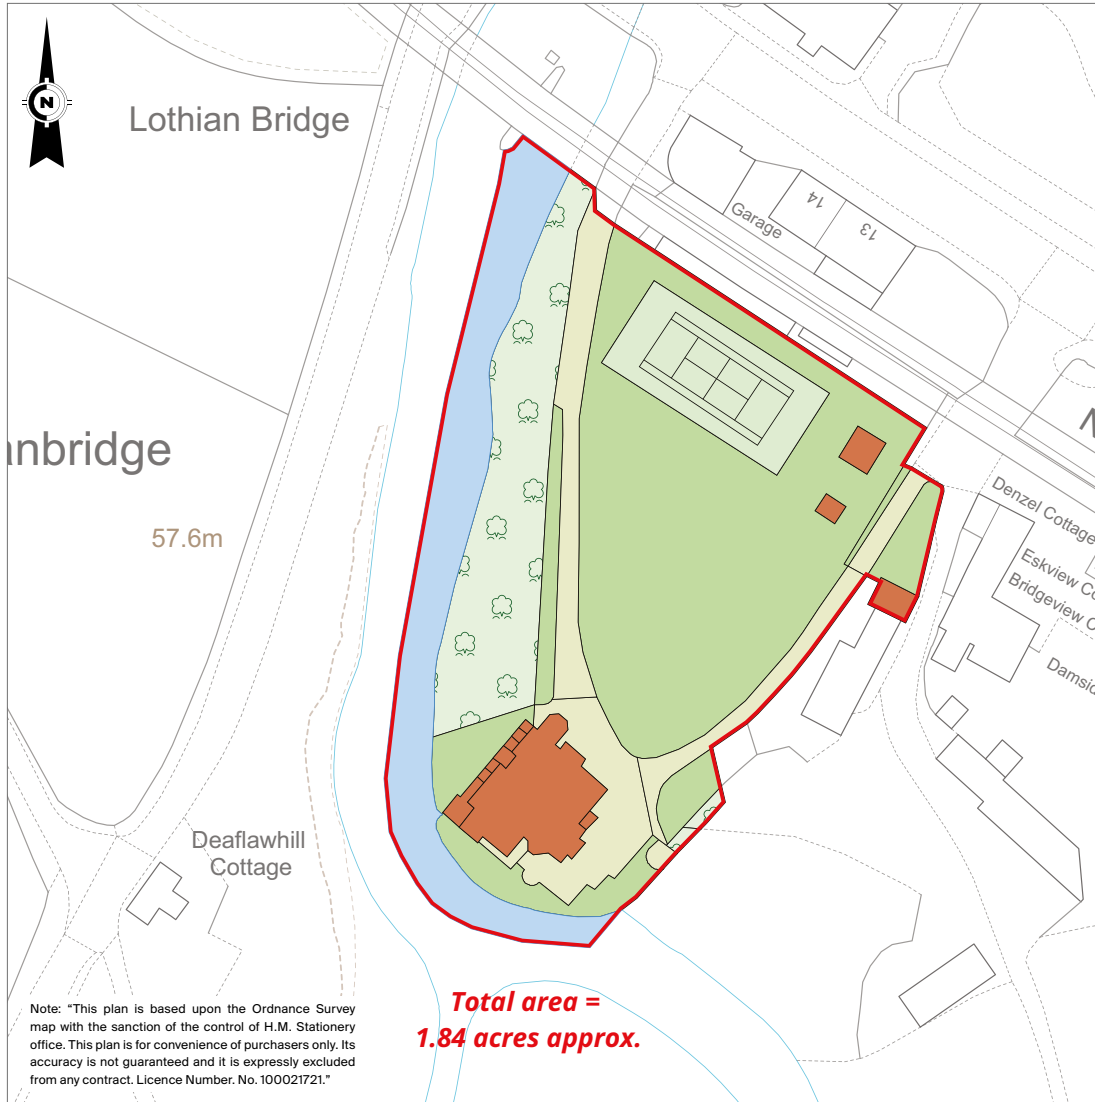 N
Lothian Bridge
14
13
Garage
anbridge
57.6m
Denzel Cottage
Eskview Co
Bridgeview C
Damsid
Deaflawhill
Cottage
Total area =
1.84 acres approx.
Note: “This plan is based upon the Ordnance Survey
map with the sanction of the control of H.M. Stationery
office. This plan is for convenience of purchasers only. Its
accuracy is not guaranteed and it is expressly excluded
from any contract. Licence Number. No. 100021721.”